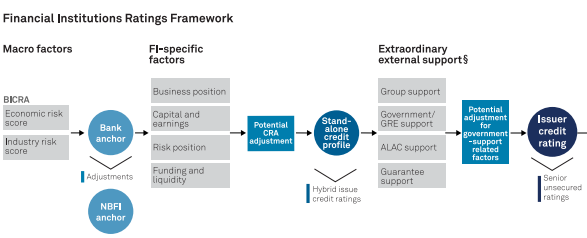 Financial Institutions Ratings Framework
Macro factors
FI-specific
factors
Extraordinary
external support§
BICRA
Economic risk
score
Industry risk
score
Bank
anchor
Adjustments
NBFI
anchor
Business position
Capital and
earnings
Risk position
Funding and
liquidity
Potential
CRA
adjustment
Stand-
alone
credit
profile
Hybrid issue
credit ratings
Group support
Government/
GRE support
ALAC support
Guarantee
support
Potential
adjustment
for
government
-support
related
factors
Issuer
credit
rating
Senior
unsecured
ratings